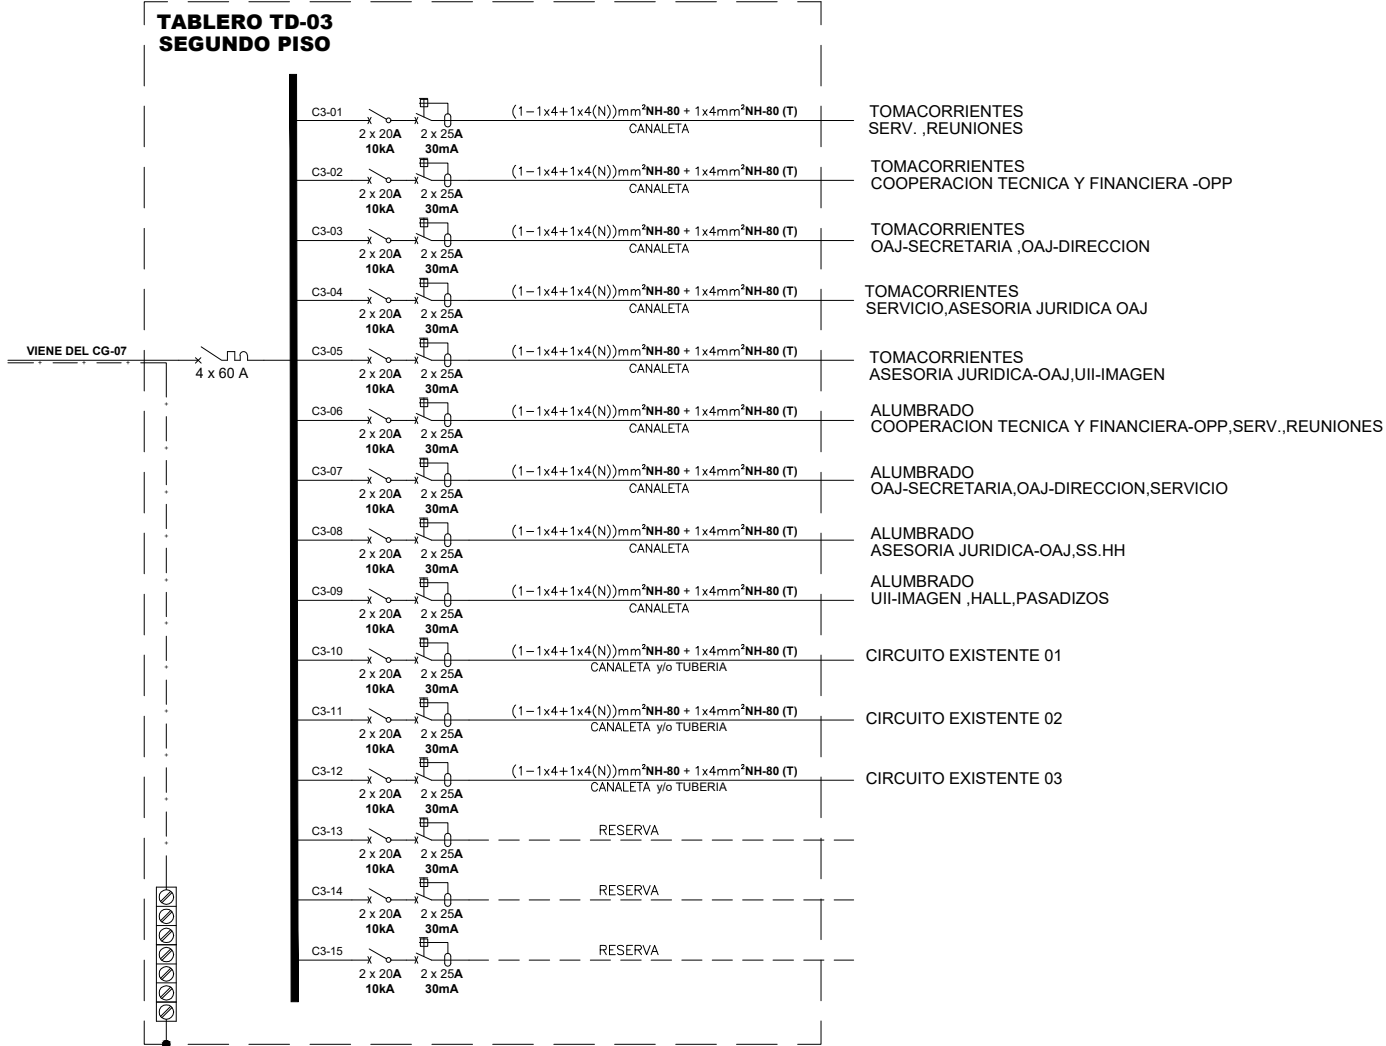 TABLERO TD-03
SEGUNDO PISO
VIENE DEL CG-07
4 x 60 A
C3-01
2 x 20A
10kA
2 x 25A
30mA
(1-1x4+1x4(N))mm²NH-80 + 1x4mm²NH-80 (T)
CANALETA
TOMACORRIENTES
SERV. ,REUNIONES
C3-02
2 x 20A
10kA
2 x 25A
30mA
(1-1x4+1x4(N))mm²NH-80 + 1x4mm²NH-80 (T)
CANALETA
TOMACORRIENTES
COOPERACION TECNICA Y FINANCIERA -OPP
C3-03
2 x 20A
10kA
2 x 25A
30mA
(1-1x4+1x4(N))mm²NH-80 + 1x4mm²NH-80 (T)
CANALETA
TOMACORRIENTES
OAJ-SECRETARIA ,OAJ-DIRECCION
C3-04
2 x 20A
10kA
2 x 25A
30mA
(1-1x4+1x4(N))mm²NH-80 + 1x4mm²NH-80 (T)
CANALETA
TOMACORRIENTES
SERVICIO,ASESORIA JURIDICA OAJ
C3-05
2 x 20A
10kA
2 x 25A
30mA
(1-1x4+1x4(N))mm²NH-80 + 1x4mm²NH-80 (T)
CANALETA
TOMACORRIENTES
ASESORIA JURIDICA-OAJ,UII-IMAGEN
C3-06
2 x 20A
10kA
2 x 25A
30mA
(1-1x4+1x4(N))mm²NH-80 + 1x4mm²NH-80 (T)
CANALETA
ALUMBRADO
COOPERACION TECNICA Y FINANCIERA-OPP,SERV.,REUNIONES
C3-07
2 x 20A
10kA
2 x 25A
30mA
(1-1x4+1x4(N))mm²NH-80 + 1x4mm²NH-80 (T)
CANALETA
ALUMBRADO
OAJ-SECRETARIA,OAJ-DIRECCION,SERVICIO
C3-08
2 x 20A
10kA
2 x 25A
30mA
(1-1x4+1x4(N))mm²NH-80 + 1x4mm²NH-80 (T)
CANALETA
ALUMBRADO
ASESORIA JURIDICA-OAJ,SS.HH
C3-09
2 x 20A
10kA
2 x 25A
30mA
(1-1x4+1x4(N))mm²NH-80 + 1x4mm²NH-80 (T)
CANALETA
ALUMBRADO
UII-IMAGEN ,HALL,PASADIZOS
C3-10
2 x 20A
10kA
2 x 25A
30mA
(1-1x4+1x4(N))mm²NH-80 + 1x4mm²NH-80 (T)
CANALETA y/o TUBERIA
CIRCUITO EXISTENTE 01
C3-11
2 x 20A
10kA
2 x 25A
30mA
(1-1x4+1x4(N))mm²NH-80 + 1x4mm²NH-80 (T)
CANALETA y/o TUBERIA
CIRCUITO EXISTENTE 02
C3-12
2 x 20A
10kA
2 x 25A
30mA
(1-1x4+1x4(N))mm²NH-80 + 1x4mm²NH-80 (T)
CANALETA y/o TUBERIA
CIRCUITO EXISTENTE 03
C3-13
2 x 20A
10kA
2 x 25A
30mA
RESERVA
C3-14
2 x 20A
10kA
2 x 25A
30mA
RESERVA
C3-15
2 x 20A
10kA
2 x 25A
30mA
RESERVA